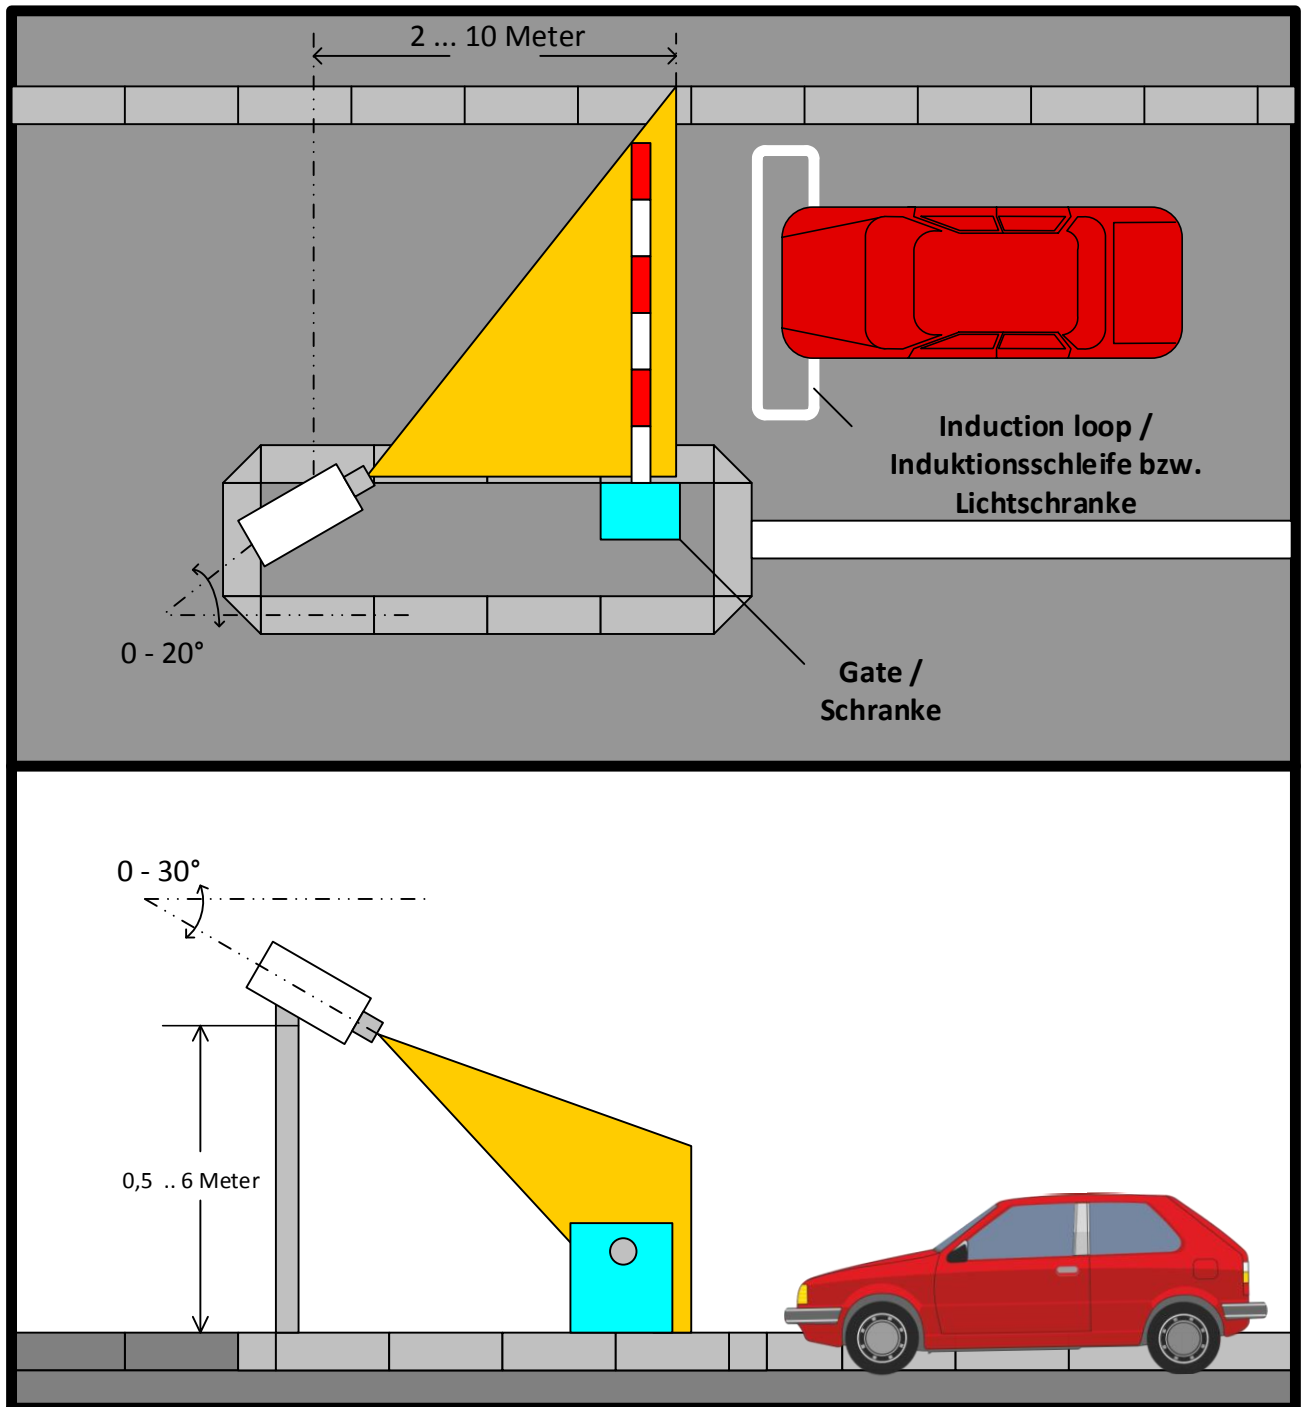 2 ... 10 Meter
Induction loop /
Induktionsschleife bzw.
Lichtschranke
0 - 20°
Gate /
Schranke
0 - 30°
0,5 .. 6 Meter